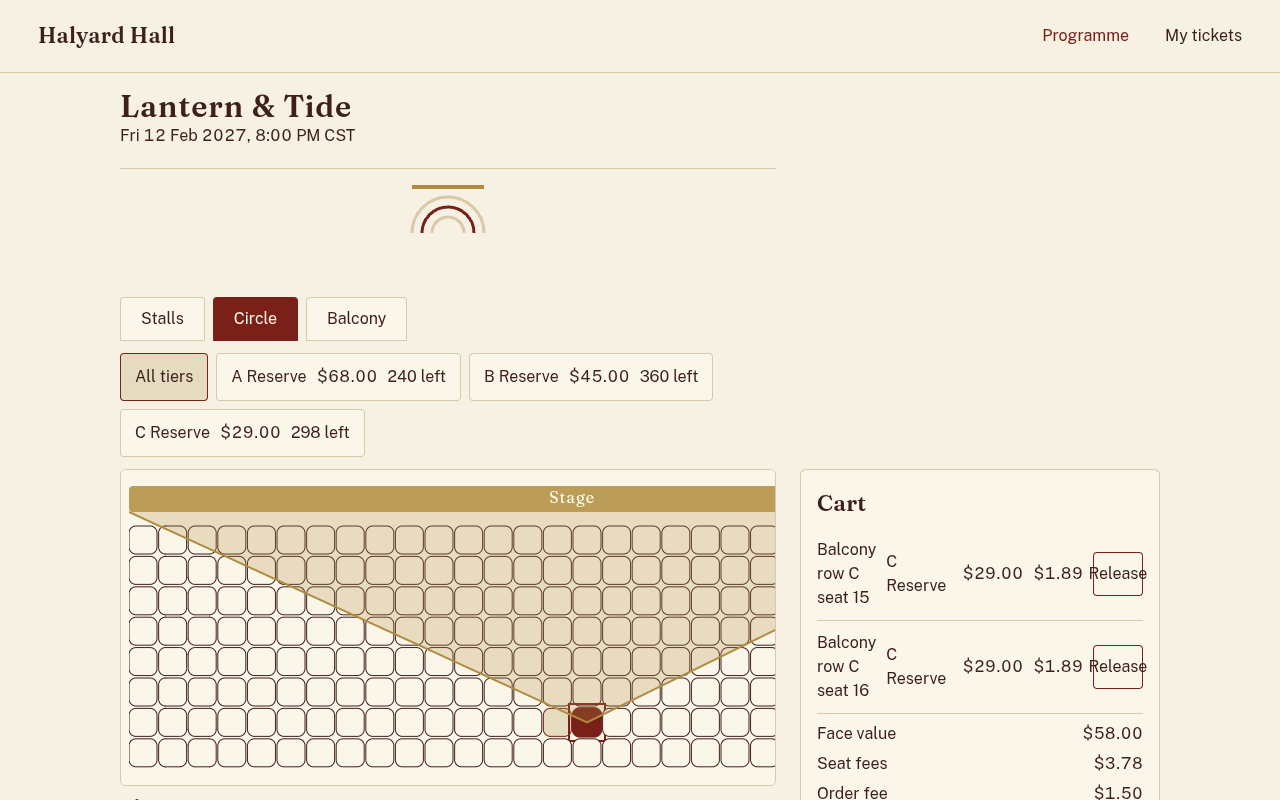 Halyard Hall
Programme
My tickets
Lantern & Tide
Fri 12 Feb 2027, 8:00 PM CST
Stalls
Circle
Balcony
All tiers
A Reserve $68.00 240 left
B Reserve $45.00 360 left
C Reserve $29.00 298 left
Stage
Cart
Balcony
row C
seat 15
C
Reserve
$29.00
$1.89
Release
Balcony
row C
seat 16
C
Reserve
$29.00
$1.89
Release
Face value $58.00
Seat fees $3.78
Order fee $1.50